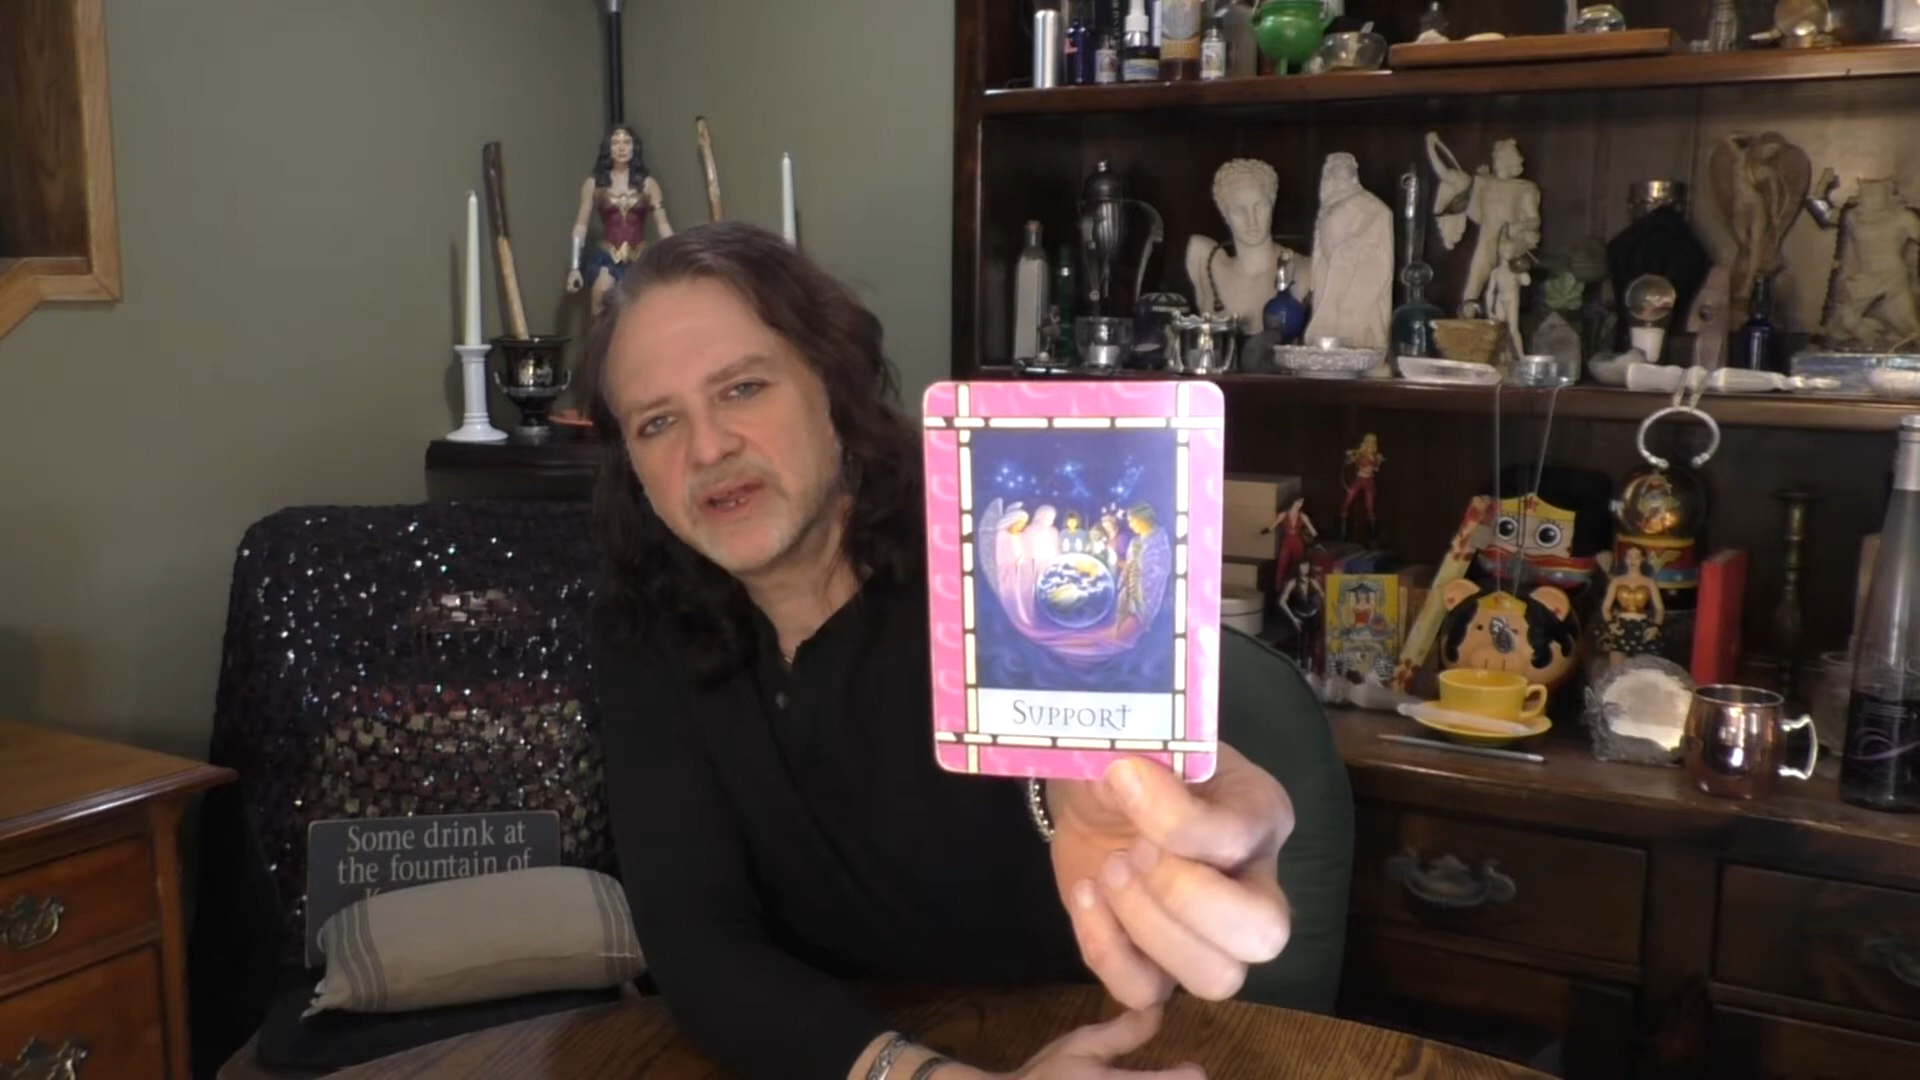 Some drink at
the fountain of
SUPPORT